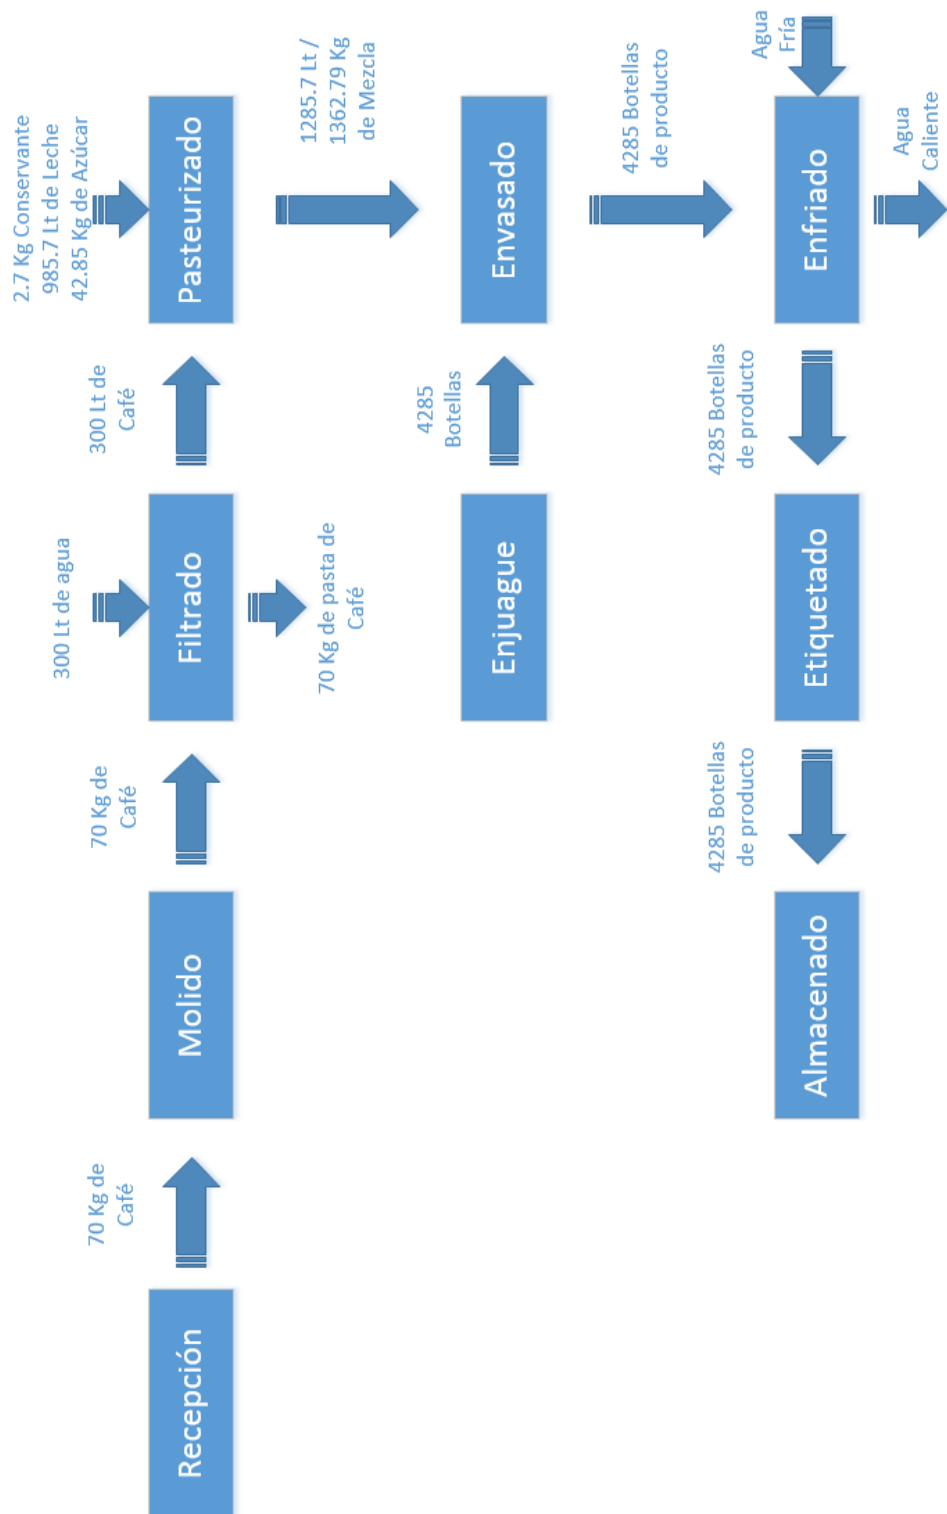 Recepción
70 Kg de
Café
Molido
70 Kg de
Café
300 Lt de agua
Filtrado
70 Kg de pasta de
Café
300 Lt de
Café
2.7 Kg Conservante
985.7 Lt de Leche
42.85 Kg de Azúcar
Pasteurizado
1285.7 Lt /
1362.79 Kg
de Mezcla
Enjuague
4285
Botellas
Envasado
4285 Botellas
de producto
Agua
Fría
Enfriado
Agua
Caliente
4285 Botellas
de producto
Etiquetado
4285 Botellas
de producto
Almacenado